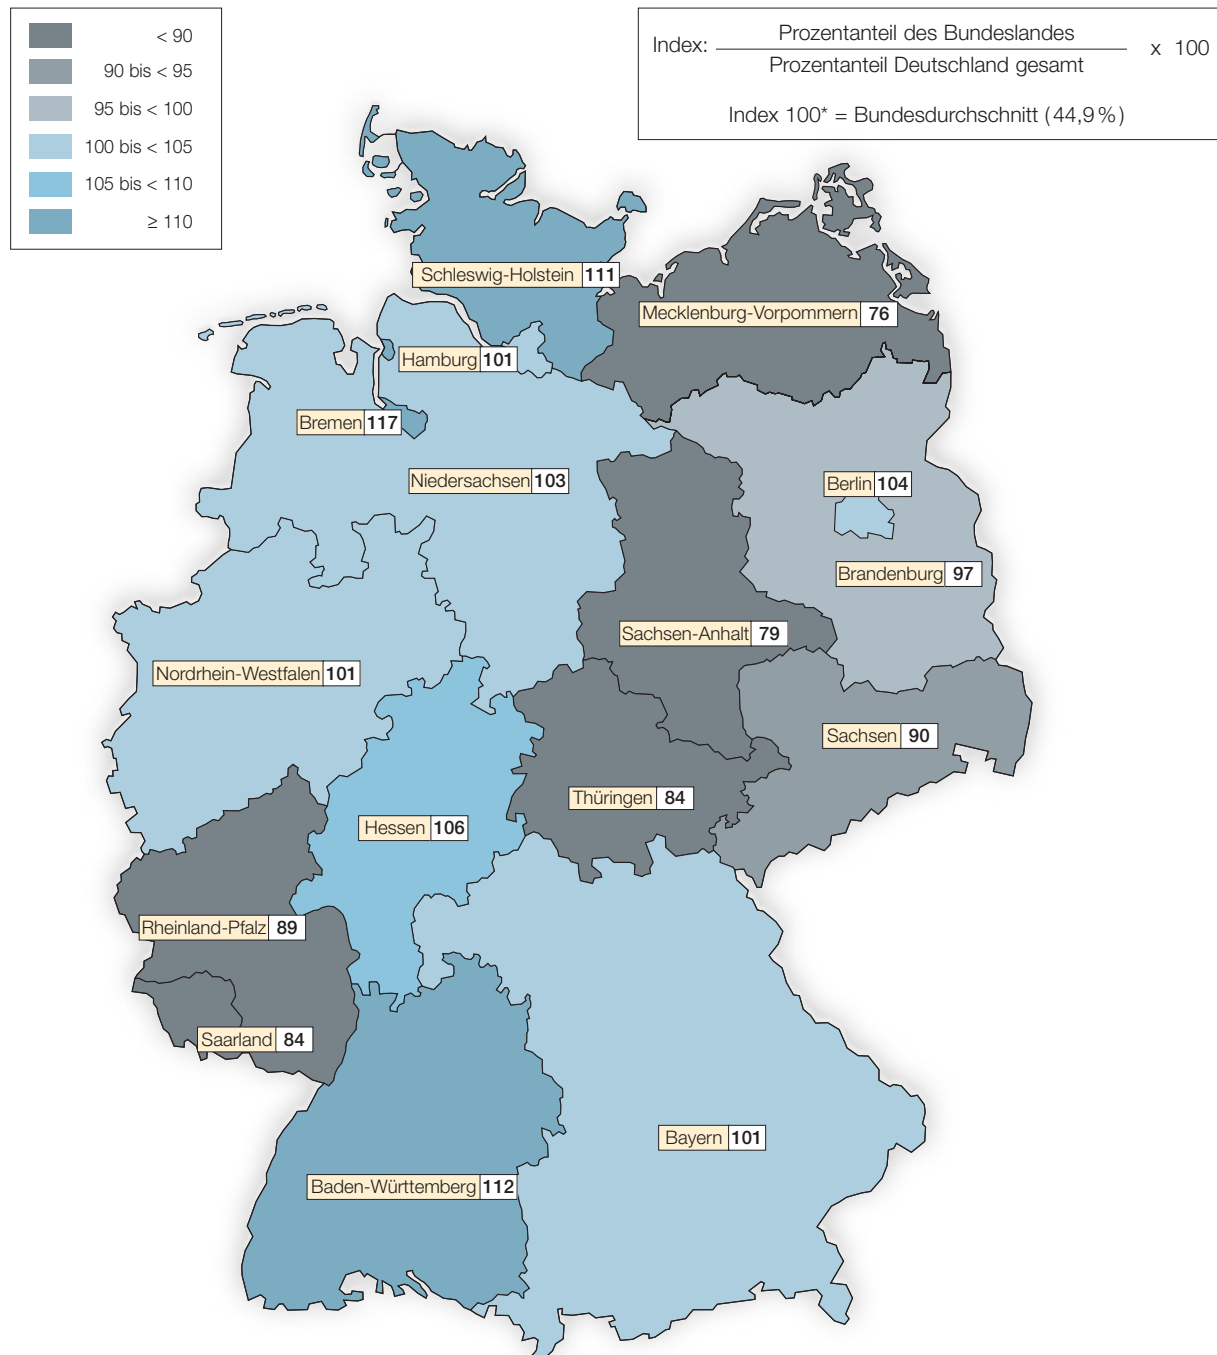 < 90
90 bis < 95
95 bis < 100
100 bis < 105
105 bis < 110
≥ 110
Index: Prozentanteil des Bundeslandes x 100
Prozentanteil Deutschland gesamt
Index 100* = Bundesdurchschnitt (44,9 %)
Schleswig-Holstein 111
Mecklenburg-Vorpommern 76
Hamburg 101
Bremen 117
Niedersachsen 103
Berlin 104
Brandenburg 97
Sachsen-Anhalt 79
Nordrhein-Westfalen 101
Sachsen 90
Thüringen 84
Hessen 106
Rheinland-Pfalz 89
Saarland 84
Bayern 101
Baden-Württemberg 112